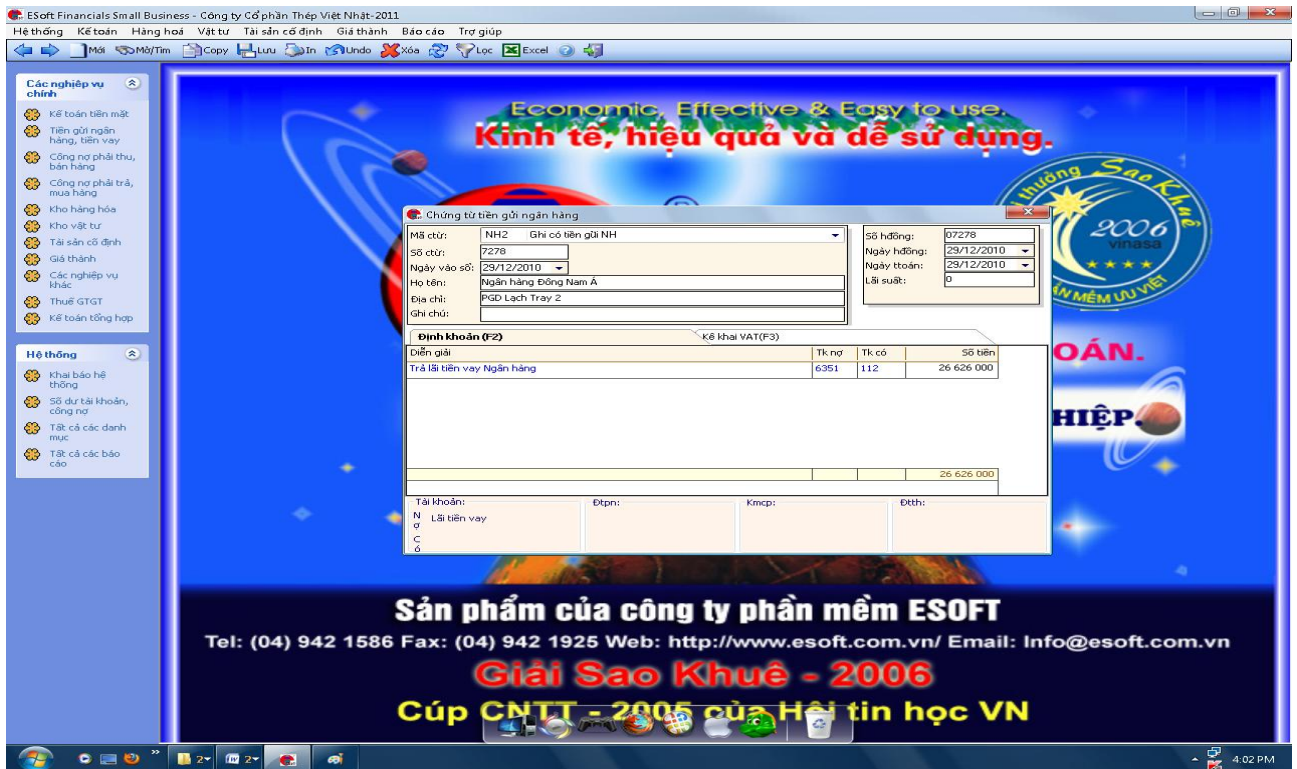 ESoft Financials Small Business - Công ty Cổ phần Thép Việt Nhật-2011
Hệ thống Kế toán Hàng hoá Vật tư Tài sản cố định Giá thành Báo cáo Trợ giúp
Mới Mở/Tìm Copy Lưu In Undo Xóa Lọc Excel
Các nghiệp vụ chính
Kế toán tiền mặt
Tiền gửi ngân hàng, tiền vay
Công nợ phải thu, bán hàng
Công nợ phải trả, mua hàng
Kho hàng hóa
Kho vật tư
Tài sản cố định
Giá thành
Các nghiệp vụ khác
Thuế GTGT
Kế toán tổng hợp
Hệ thống
Khai báo hệ thống
Số dư tài khoản, công nợ
Tất cả các danh mục
Tất cả các báo cáo
Economic, Effective & Easy to use.
Kinh tế, hiệu quả và dễ sử dụng.
thưởng Sao Khuê
2006
vinasa
ẦN MỀM ƯU VIỆT
OÁN.
HIỆP.
Chứng từ tiền gửi ngân hàng
Mã ctừ: NH2 Ghi có tiền gửi NH
Số ctừ: 7278
Ngày vào sổ: 29/12/2010
Họ tên: Ngân hàng Đông Nam Á
Địa chỉ: PGD Lạch Tray 2
Ghi chú:
Số hđồng: 07278
Ngày hđồng: 29/12/2010
Ngày ttoán: 29/12/2010
Lãi suất: 0
Định khoản (F2) Kê khai VAT(F3)
Diễn giải Tk nợ Tk có Số tiền
Trả lãi tiền vay Ngân hàng 6351 112 26 626 000
26 626 000
Tài khoản: Đtpn: Kmcp: Đtth:
Nợ Lãi tiền vay
Có
Sản phẩm của công ty phần mềm ESOFT
Tel: (04) 942 1586 Fax: (04) 942 1925 Web: http://www.esoft.com.vn/ Email: Info@esoft.com.vn
Giải Sao Khuê - 2006
Cúp CNTT - 2005 của Hội tin học VN
2 2 4:02 PM